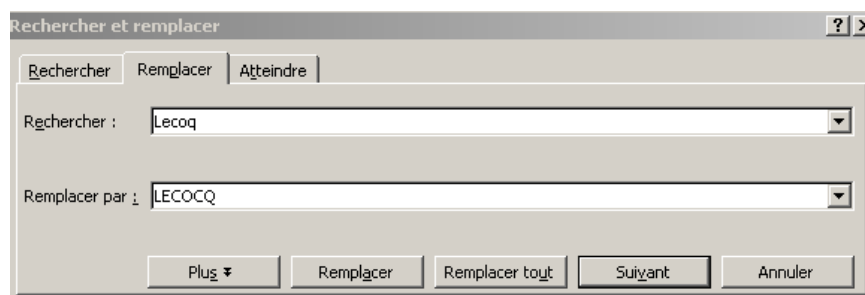 Rechercher et remplacer
Rechercher Remplacer Atteindre
Rechercher : Lecoq
Remplacer par : LECOCQ
Plus Remplacer Remplacer tout Suivant Annuler